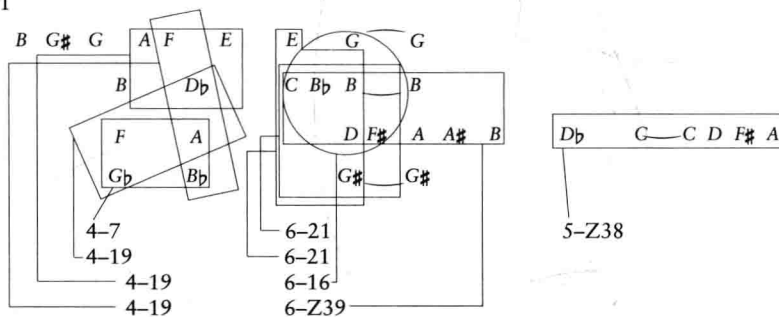 1
B G♯ G A F E E G G
B D♭ C B♭ B B
F A D F♯ A A♯ B D♭ G C D F♯ A
G♭ B♭ G♯ G♯
4–7 6–21 5–Z38
4–19 6–21
4–19 6–16
4–19 6–Z39